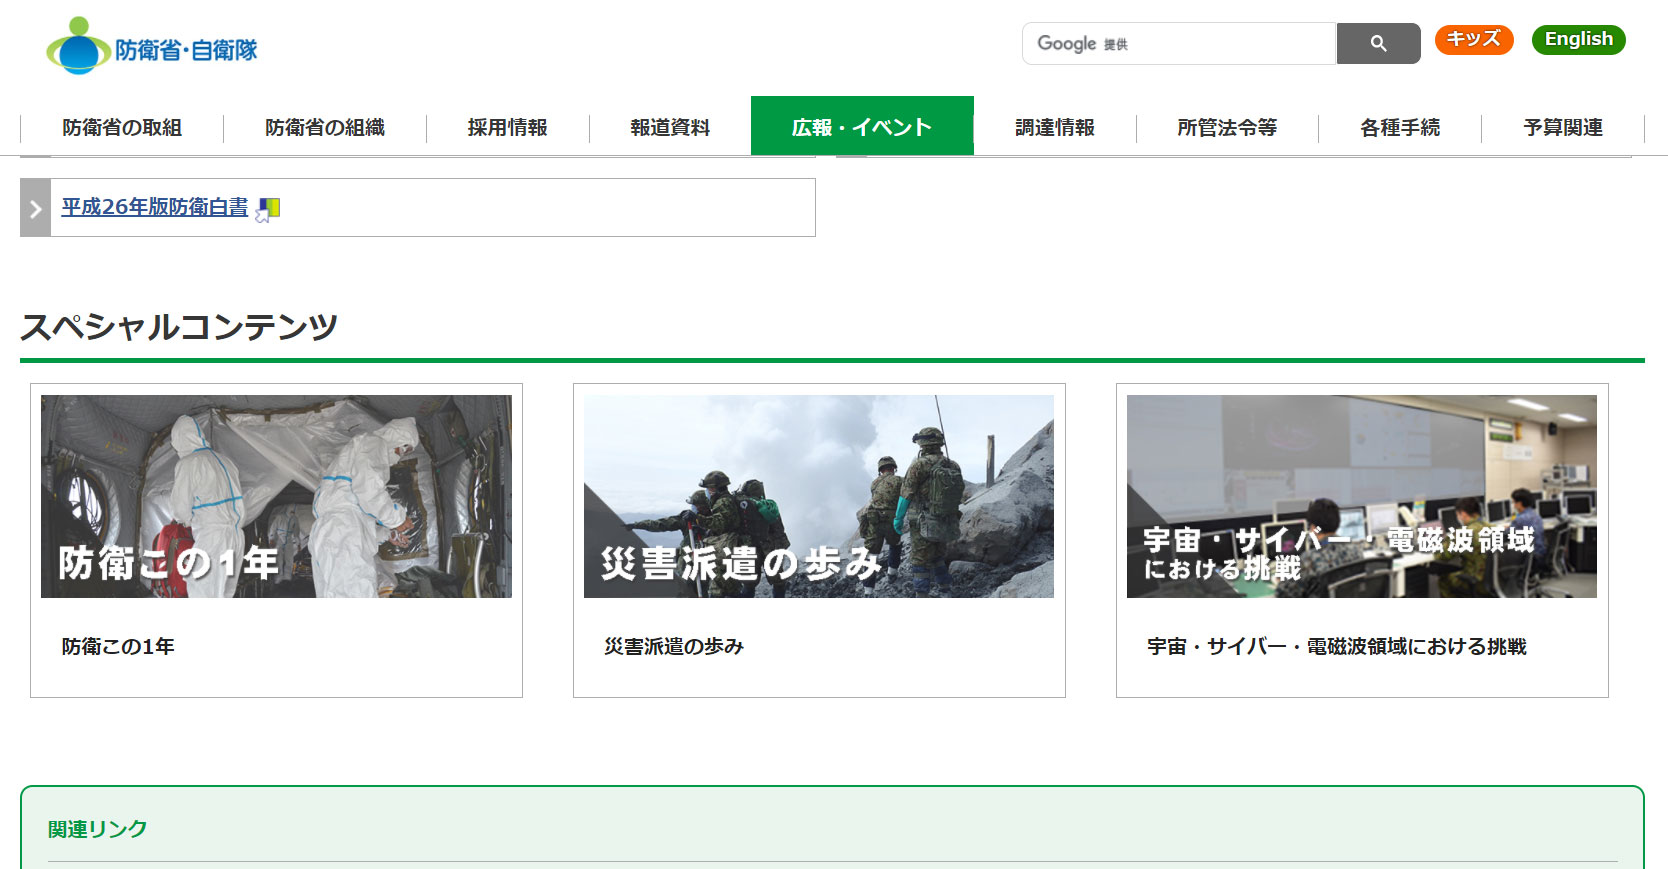 防衛省・自衛隊
Google 提供
キッズ
English
防衛省の取組
防衛省の組織
採用情報
報道資料
広報・イベント
調達情報
所管法令等
各種手続
予算関連
平成26年版防衛白書
スペシャルコンテンツ
防衛この1年
災害派遣の歩み
宇宙・サイバー・電磁波領域
における挑戦
防衛この1年
災害派遣の歩み
宇宙・サイバー・電磁波領域における挑戦
関連リンク